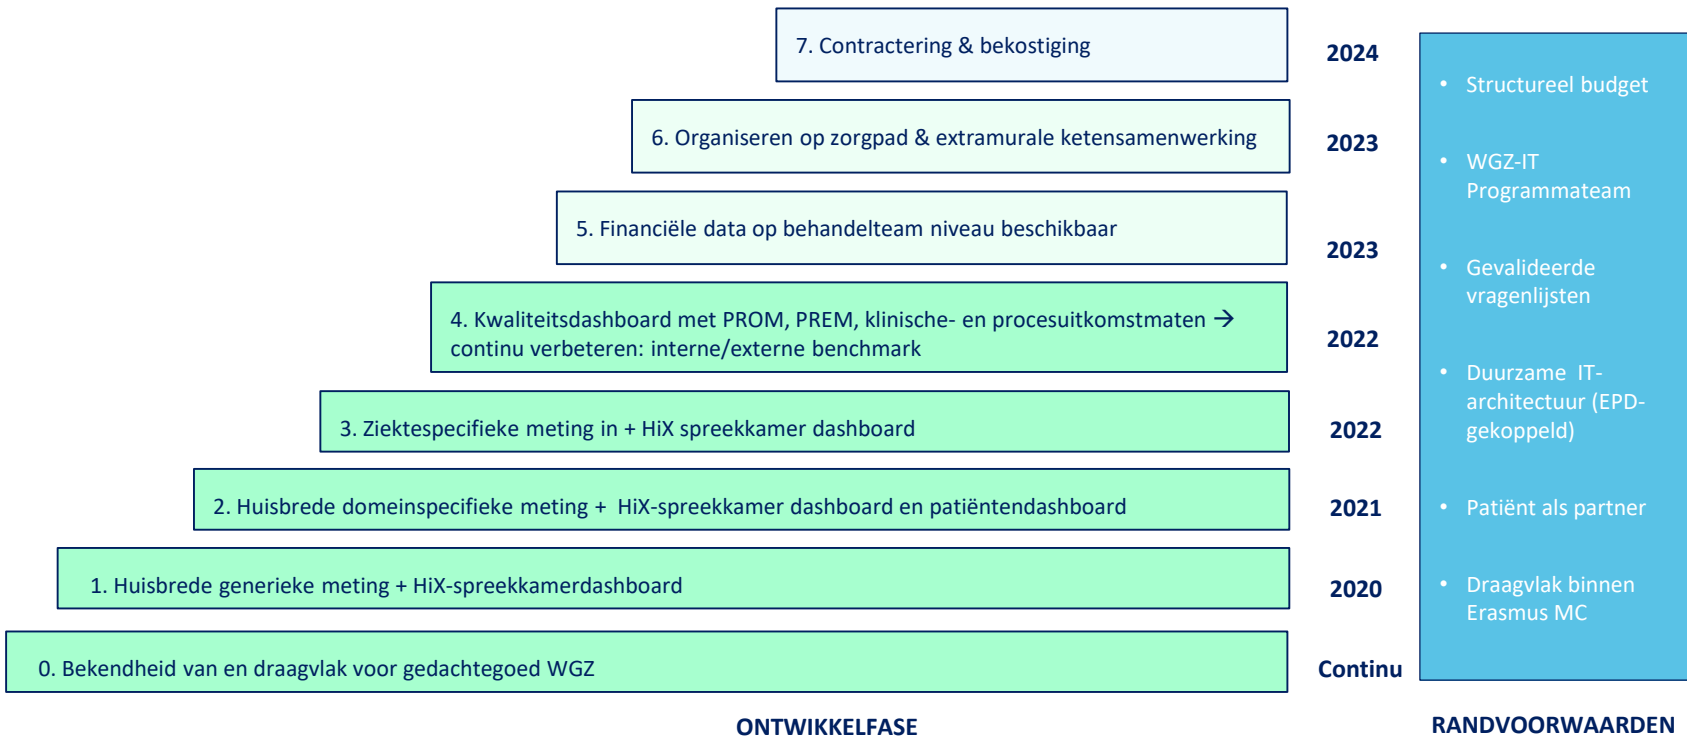 7. Contractering & bekostiging
2024
6. Organiseren op zorgpad & extramurale ketensamenwerking
2023
5. Financiële data op behandelteam niveau beschikbaar
2023
4. Kwaliteitsdashboard met PROM, PREM, klinische- en procesuitkomstmaten →
continu verbeteren: interne/externe benchmark
2022
3. Ziektespecifieke meting in + HiX spreekkamer dashboard
2022
2. Huisbrede domeinspecifieke meting + HiX-spreekkamer dashboard en patiëntendashboard
2021
1. Huisbrede generieke meting + HiX-spreekkamerdashboard
2020
0. Bekendheid van en draagvlak voor gedachtegoed WGZ
Continu
ONTWIKKELFASE
• Structureel budget
• WGZ-IT
Programmateam
• Gevalideerde
vragenlijsten
• Duurzame IT-
architectuur (EPD-
gekoppeld)
• Patiënt als partner
• Draagvlak binnen
Erasmus MC
RANDVOORWAARDEN